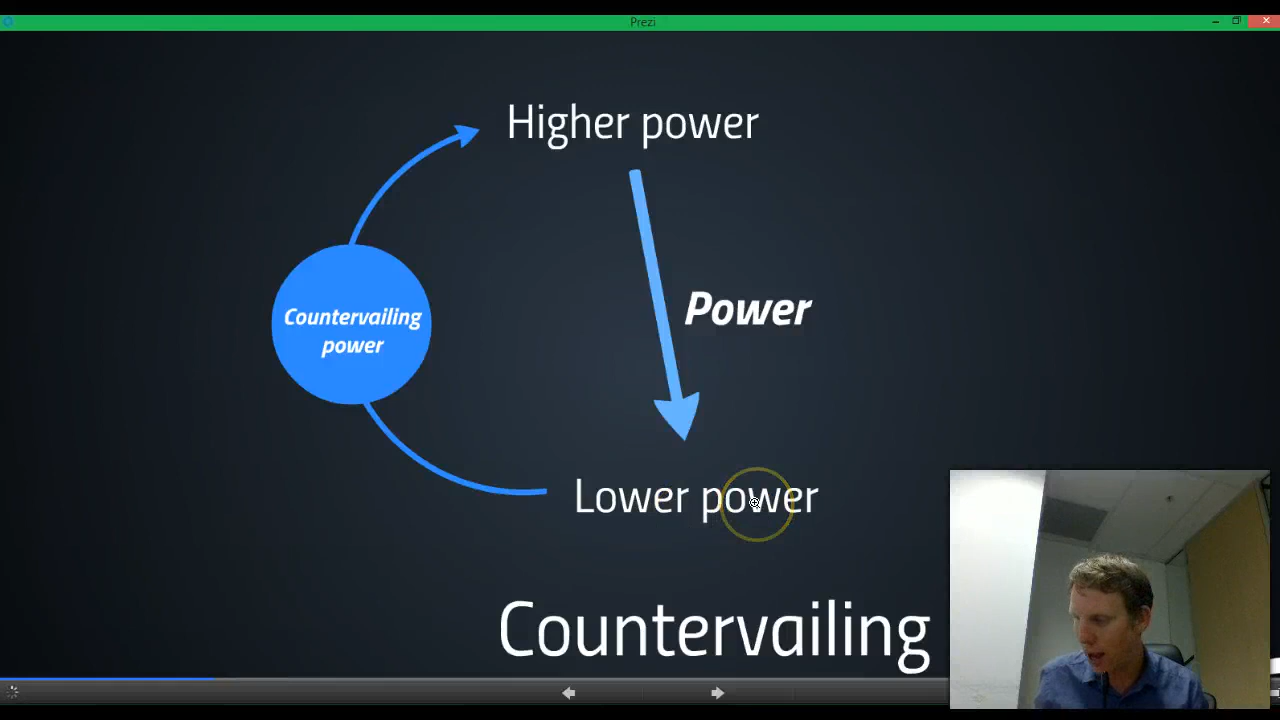 Prezi
Higher power
Countervailing
power
Power
Lower power
Countervailing